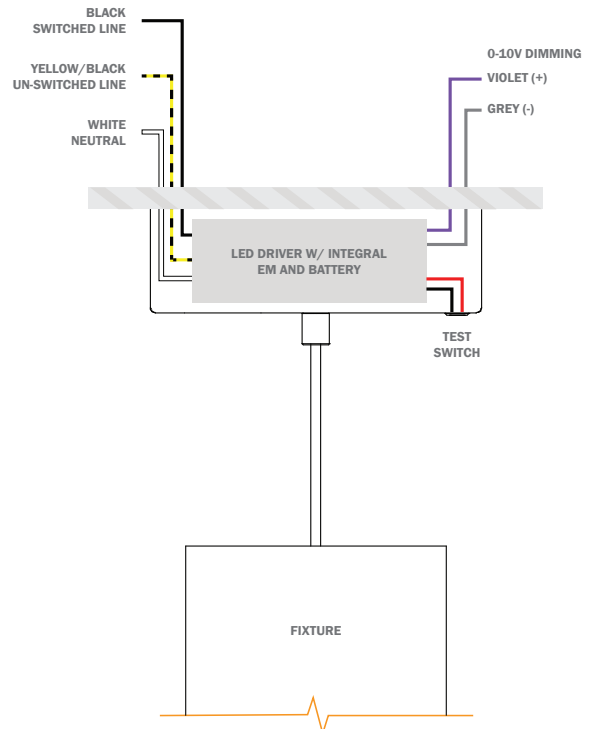 BLACK
SWITCHED LINE
YELLOW/BLACK
UN-SWITCHED LINE
WHITE
NEUTRAL
0-10V DIMMING
VIOLET (+)
GREY (-)
LED DRIVER W/ INTEGRAL
EM AND BATTERY
TEST
SWITCH
FIXTURE